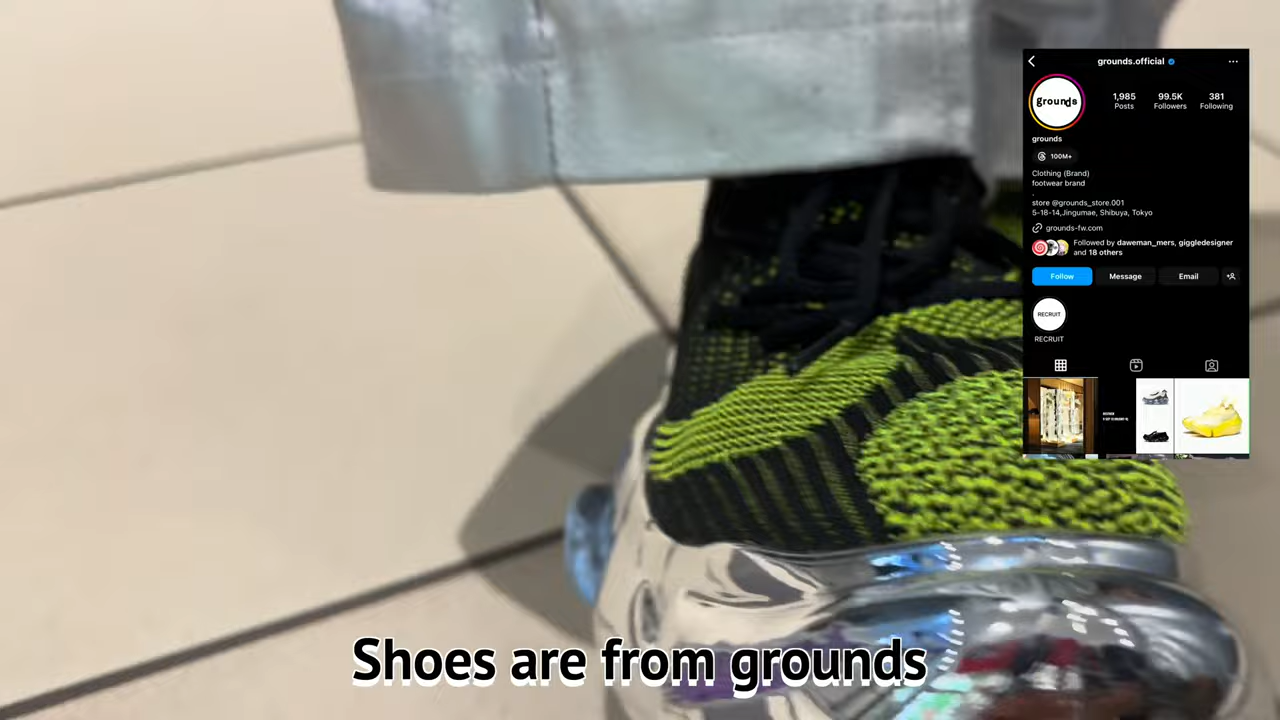 grounds.official
grounds
1,985
Posts
99.5K
Followers
381
Following
grounds
100M+
Clothing (Brand)
footwear brand
.
store @grounds_store.001
5-18-14,Jingumae, Shibuya, Tokyo
grounds-fw.com
Followed by daweman_mers, giggledesigner
and 18 others
Follow
Message
Email
RECRUIT
RECRUIT
Shoes are from grounds